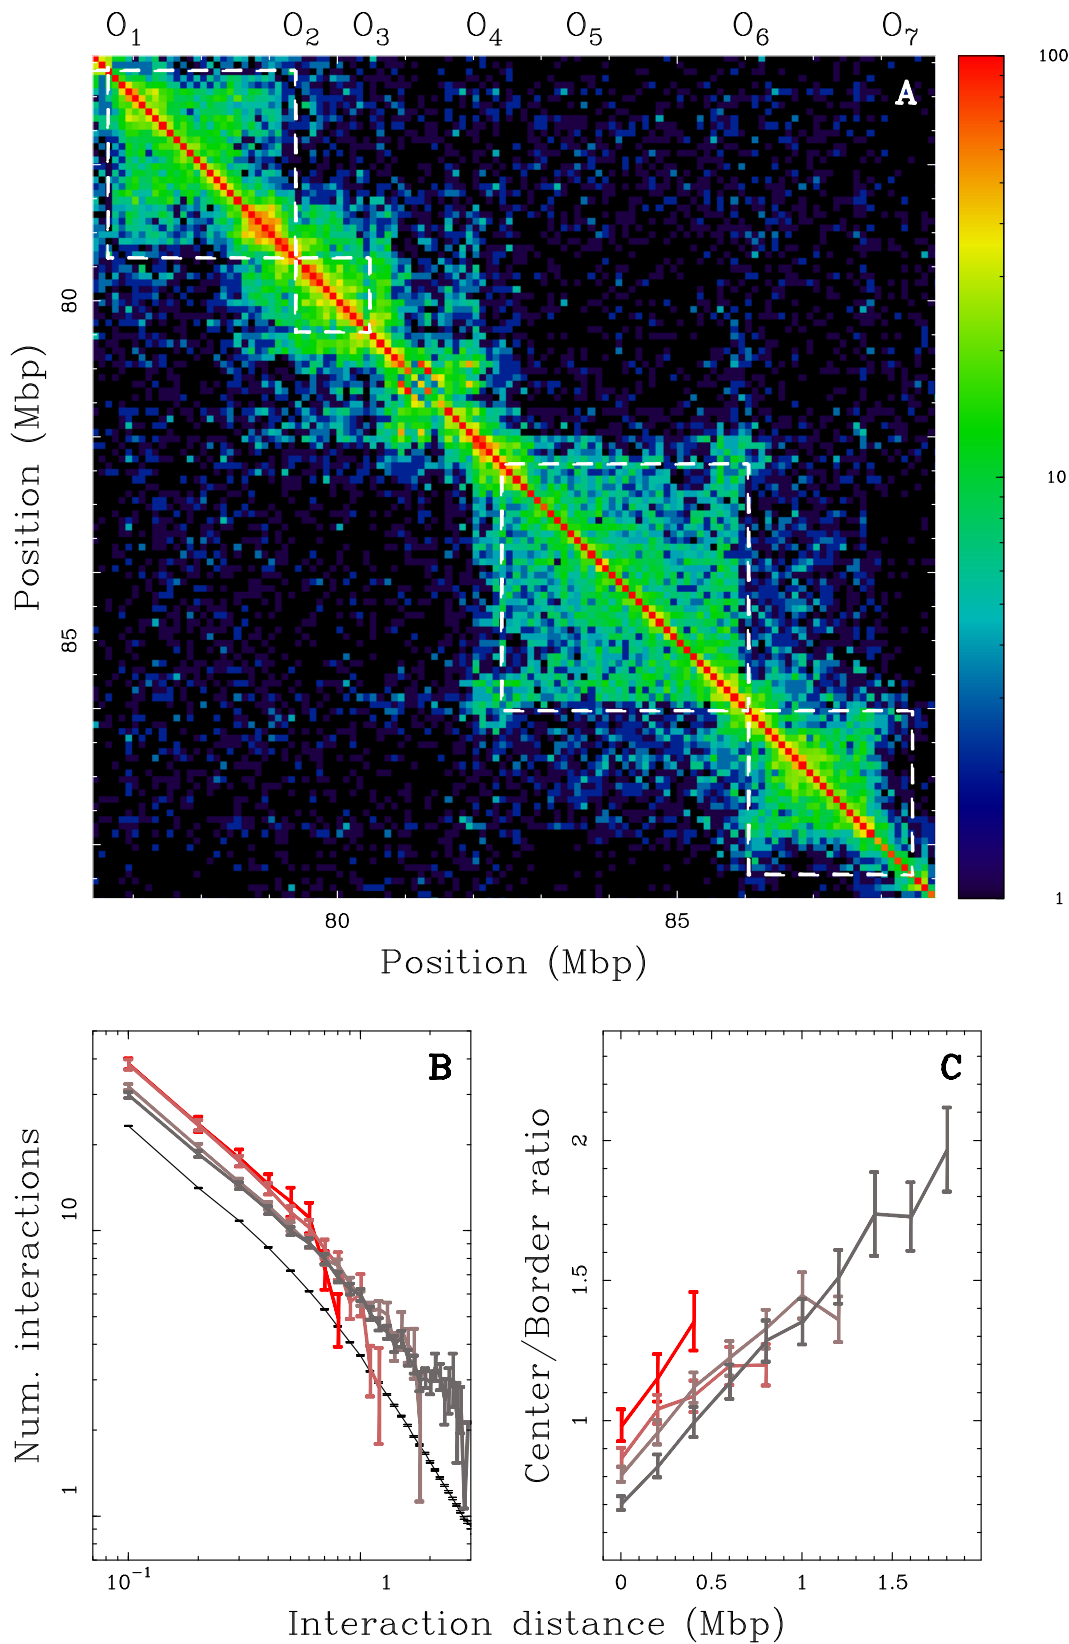 O₁ O₂ O₃ O₄ O₅ O₆ O₇
A
100
10
1
80
85
Position (Mbp)
80 85
Position (Mbp)
B
10
1
Num. interactions
10⁻¹ 1
C
2
1.5
1
Center/Border ratio
0 0.5 1 1.5
Interaction distance (Mbp)